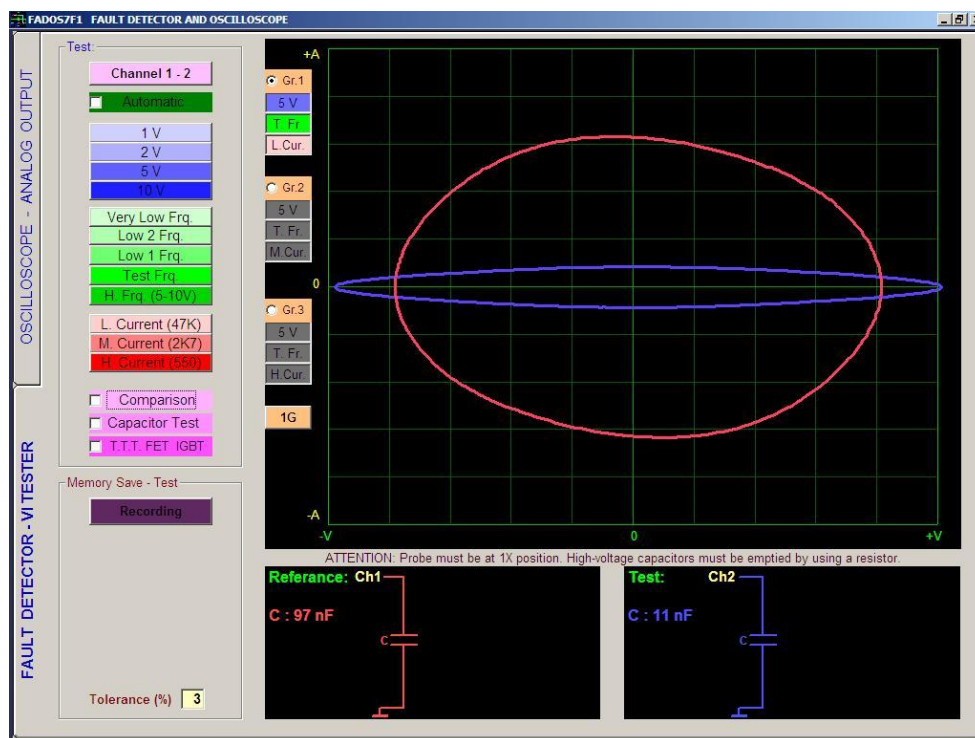 FADOS7F1 FAULT DETECTOR AND OSCILLOSCOPE
OSCILLOSCOPE - ANALOG OUTPUT
FAULT DETECTOR - VI TESTER
Test:
Channel 1 - 2
Automatic
1 V
2 V
5 V
10 V
Very Low Frq.
Low 2 Frq.
Low 1 Frq.
Test Frq.
H. Frq. (5-10V)
L. Current (47K)
M. Current (2K7)
H. Current (550)
Comparison
Capacitor Test
T.T.T. FET IGBT
Memory Save - Test
Recording
Tolerance (%) 3
+A
Gr.1
5 V
T. Fr.
L.Cur.
Gr.2
5 V
T. Fr.
M.Cur.
0
Gr.3
5 V
T. Fr.
H.Cur.
1G
-A
-V 0 +V
ATTENTION: Probe must be at 1X position. High-voltage capacitors must be emptied by using a resistor.
Referance: Ch1
C : 97 nF
C
Test: Ch2
C : 11 nF
C